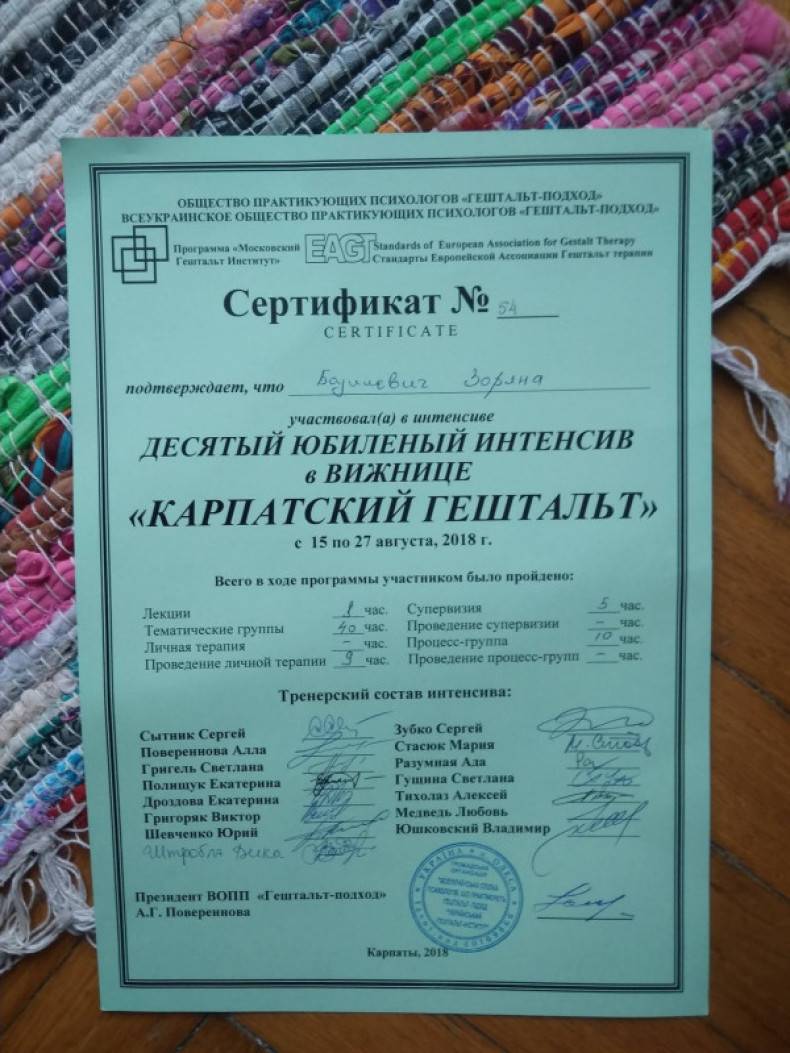 ОБЩЕСТВО ПРАКТИКУЮЩИХ ПСИХОЛОГОВ «ГЕШТАЛЬТ-ПОДХОД»
ВСЕУКРАИНСКОЕ ОБЩЕСТВО ПРАКТИКУЮЩИХ ПСИХОЛОГОВ «ГЕШТАЛЬТ-ПОДХОД»
Программа «Московский Гештальт Институт»
EAGT
Standards of European Association for Gestalt Therapy
Стандарты Европейской Ассоциации Гештальт терапии
Сертификат № 54
CERTIFICATE
подтверждает, что Зоряна
участвовал(а) в интенсиве
ДЕСЯТЫЙ ЮБИЛЕНЫЙ ИНТЕНСИВ
в ВИЖНИЦЕ
«КАРПАТСКИЙ ГЕШТАЛЬТ»
с 15 по 27 августа, 2018 г.
Всего в ходе программы участником было пройдено:
Лекции час. Супервизия 5 час.
Тематические группы 40 час. Проведение супервизии – час.
Личная терапия – час. Процесс-группа 10 час.
Проведение личной терапии 9 час. Проведение процесс-групп – час.
Тренерский состав интенсива:
Сытник Сергей Зубко Сергей
Повереннова Алла Стасюк Мария
Григель Светлана Разумная Ада
Полищук Екатерина Гущина Светлана
Дроздова Екатерина Тихолаз Алексей
Григоряк Виктор Медведь Любовь
Шевченко Юрий Юшковский Владимир
Президент ВОПП «Гештальт-подход»
А.Г. Повереннова
УКРАЇНА м. ОДЕСА
Карпаты, 2018